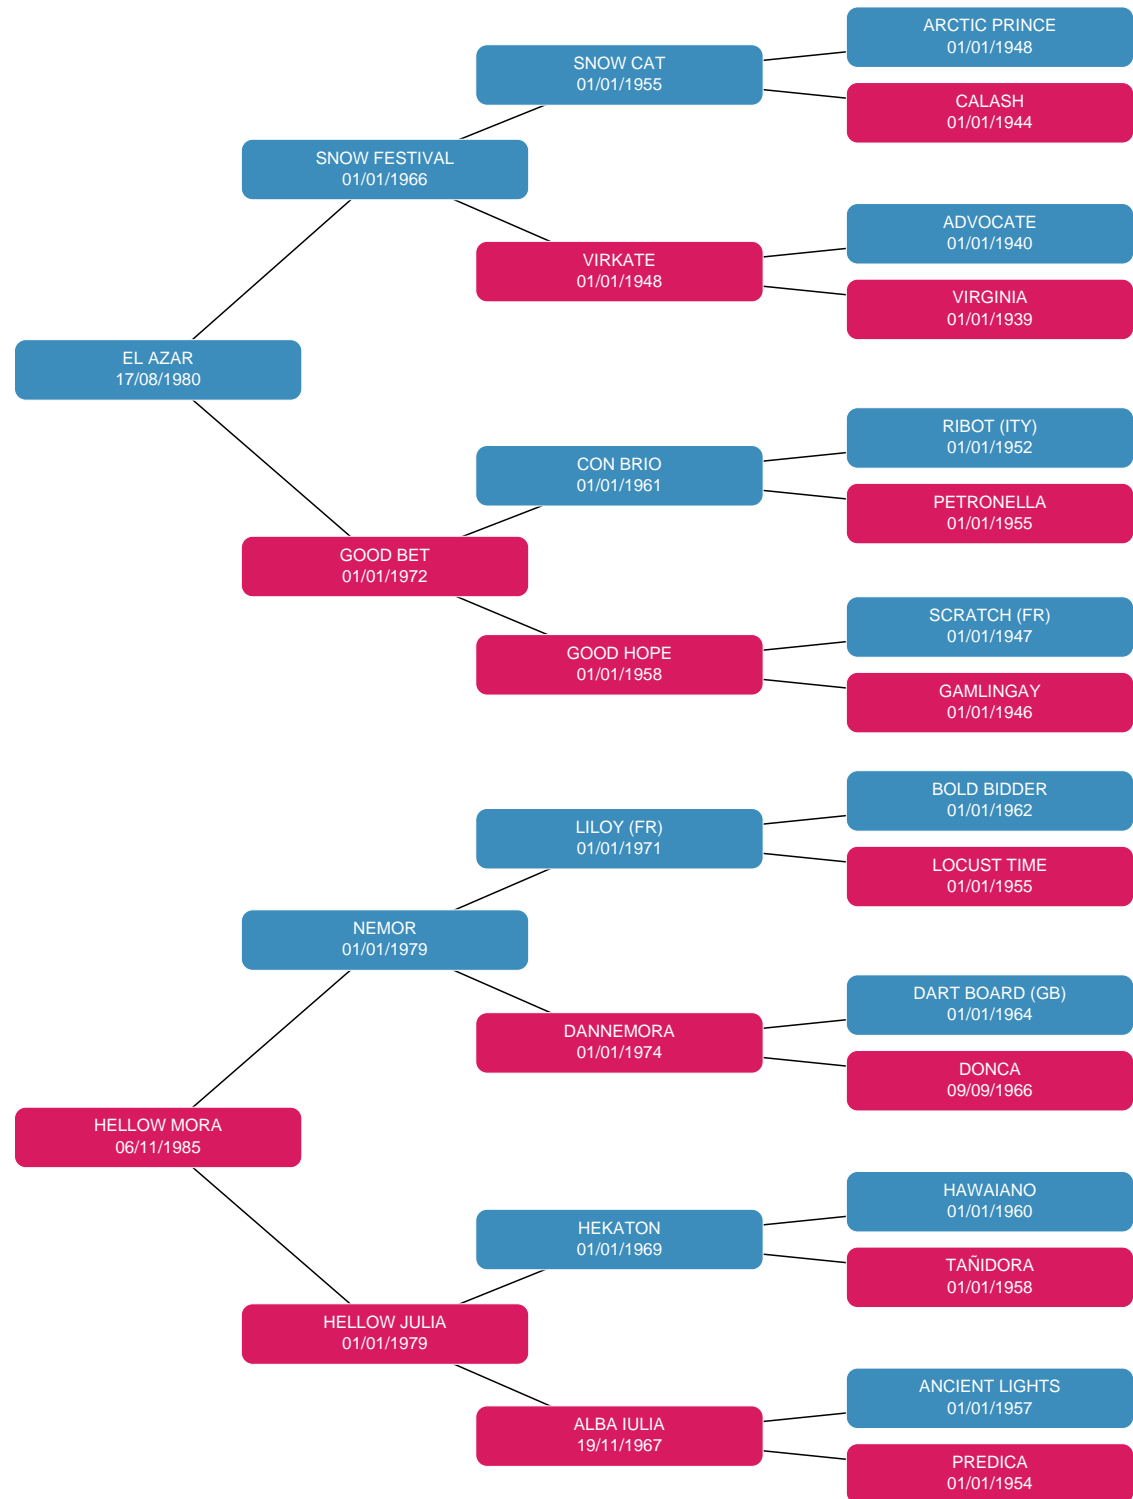 ARCTIC PRINCE
01/01/1948
SNOW CAT
01/01/1955
CALASH
01/01/1944
SNOW FESTIVAL
01/01/1966
ADVOCATE
01/01/1940
VIRKATE
01/01/1948
VIRGINIA
01/01/1939
EL AZAR
17/08/1980
RIBOT (ITY)
01/01/1952
CON BRIO
01/01/1961
PETRONELLA
01/01/1955
GOOD BET
01/01/1972
SCRATCH (FR)
01/01/1947
GOOD HOPE
01/01/1958
GAMLINGAY
01/01/1946
BOLD BIDDER
01/01/1962
LILOY (FR)
01/01/1971
LOCUST TIME
01/01/1955
NEMOR
01/01/1979
DART BOARD (GB)
01/01/1964
DANNEMORA
01/01/1974
DONCA
09/09/1966
HELLOW MORA
06/11/1985
HAWAIANO
01/01/1960
HEKATON
01/01/1969
TAÑIDORA
01/01/1958
HELLOW JULIA
01/01/1979
ANCIENT LIGHTS
01/01/1957
ALBA IULIA
19/11/1967
PREDICA
01/01/1954